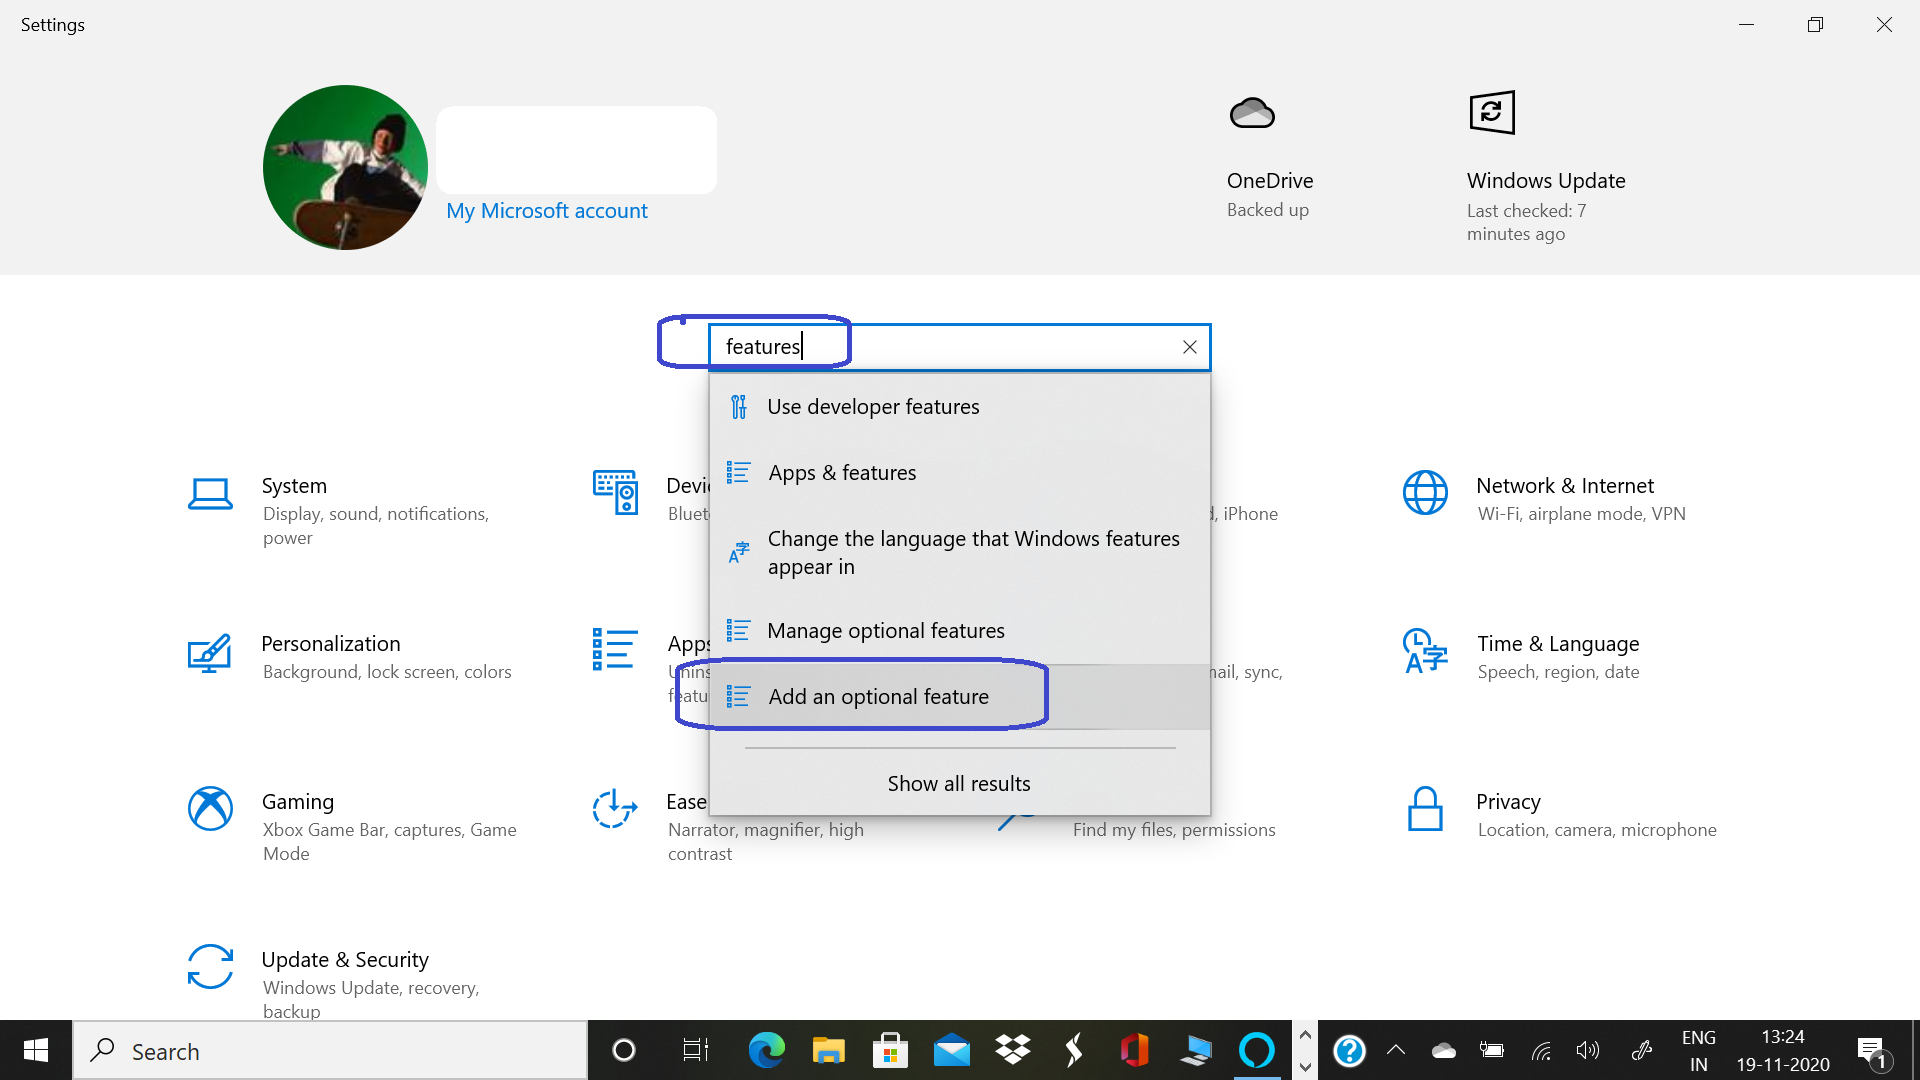 Settings
My Microsoft account
OneDrive
Backed up
Windows Update
Last checked: 7
minutes ago
features
Use developer features
Apps & features
Change the language that Windows features
appear in
Manage optional features
Add an optional feature
Show all results
System
Display, sound, notifications,
power
Devic
Bluet
, iPhone
Network & Internet
Wi-Fi, airplane mode, VPN
Personalization
Background, lock screen, colors
Apps
Unins
featu
mail, sync,
Time & Language
Speech, region, date
Gaming
Xbox Game Bar, captures, Game
Mode
Ease
Narrator, magnifier, high
contrast
Find my files, permissions
Privacy
Location, camera, microphone
Update & Security
Windows Update, recovery,
backup
Search
ENG
IN
13:24
19-11-2020
1